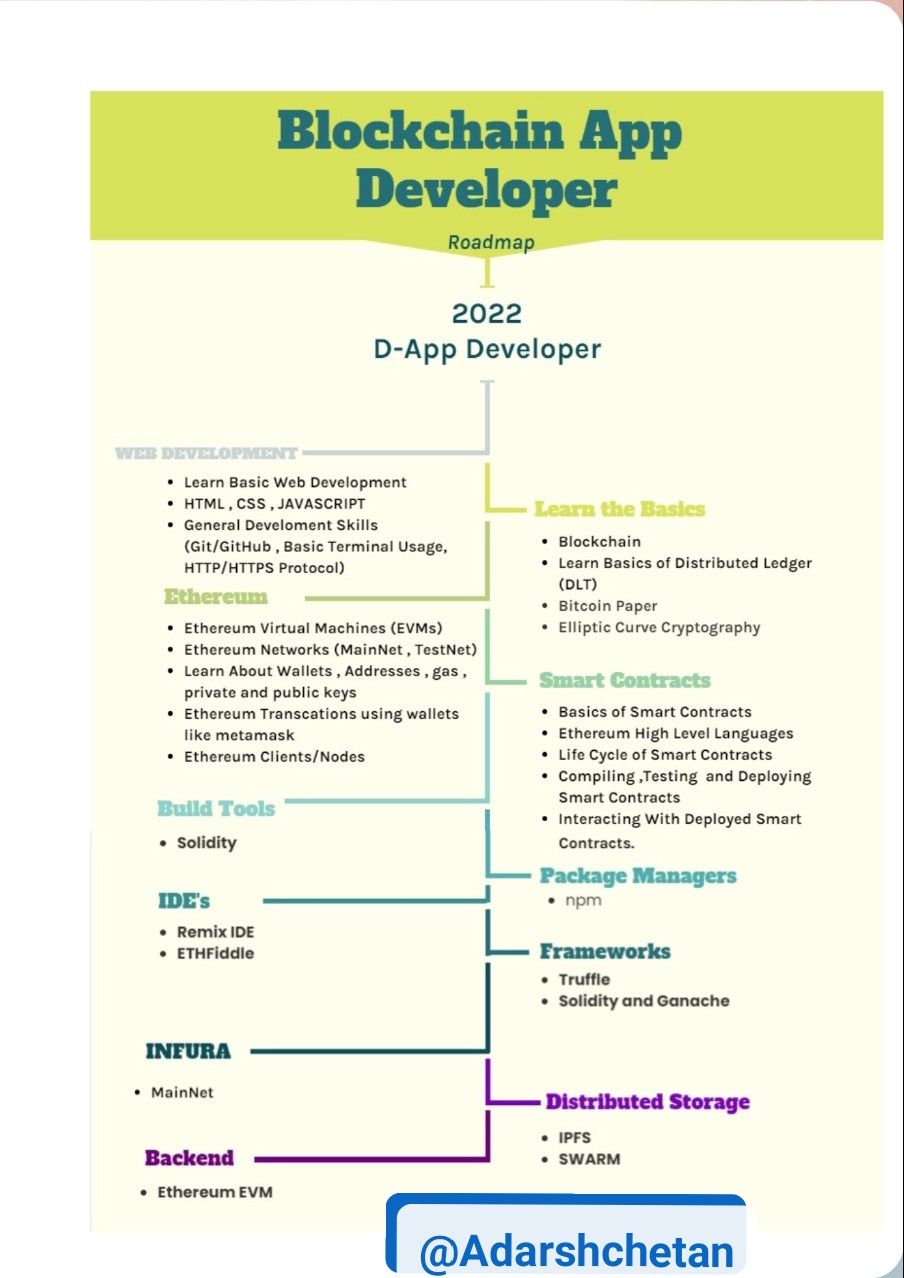 Blockchain App
Developer
Roadmap
2022
D-App Developer
WEB DEVELOPMENT
• Learn Basic Web Development
• HTML , CSS , JAVASCRIPT
• General Develoment Skills
(Git/GitHub , Basic Terminal Usage,
HTTP/HTTPS Protocol)
Learn the Basics
• Blockchain
• Learn Basics of Distributed Ledger
(DLT)
• Bitcoin Paper
• Elliptic Curve Cryptography
Ethereum
• Ethereum Virtual Machines (EVMs)
• Ethereum Networks (MainNet , TestNet)
• Learn About Wallets , Addresses , gas ,
private and public keys
• Ethereum Transcations using wallets
like metamask
• Ethereum Clients/Nodes
Smart Contracts
• Basics of Smart Contracts
• Ethereum High Level Languages
• Life Cycle of Smart Contracts
• Compiling ,Testing and Deploying
Smart Contracts
• Interacting With Deployed Smart
Contracts.
Build Tools
• Solidity
Package Managers
• npm
IDE's
• Remix IDE
• ETHFiddle
Frameworks
• Truffle
• Solidity and Ganache
INFURA
• MainNet
Distributed Storage
• IPFS
• SWARM
Backend
• Ethereum EVM
@Adarshchetan